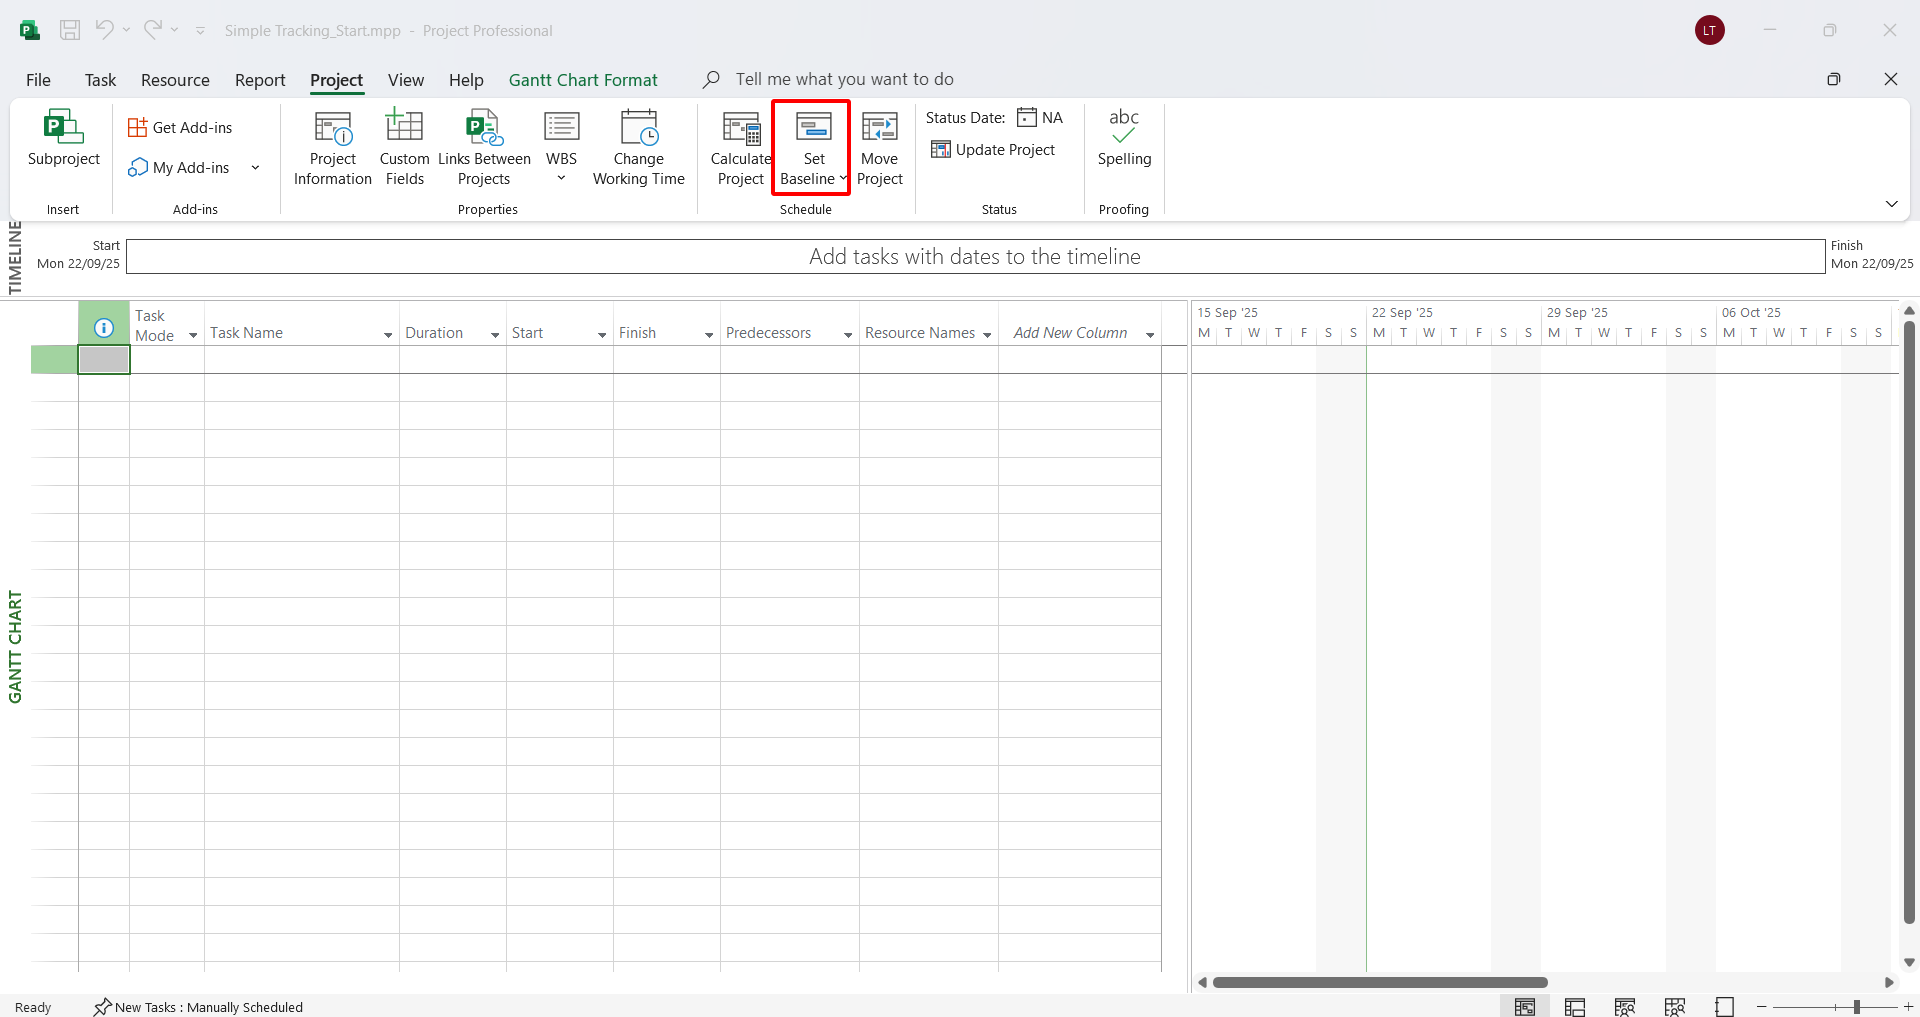 Simple Tracking_Start.mpp - Project Professional
LT
File Task Resource Report Project View Help Gantt Chart Format Tell me what you want to do
Subproject
Insert
Get Add-ins
My Add-ins
Add-ins
Project Information
Custom Fields
Links Between Projects
WBS
Change Working Time
Properties
Calculate Project
Set Baseline
Move Project
Schedule
Status Date: NA
Update Project
Status
abc
Spelling
Proofing
TIMELINE
Start
Mon 22/09/25
Add tasks with dates to the timeline
Finish
Mon 22/09/25
Task Mode Task Name Duration Start Finish Predecessors Resource Names Add New Column
15 Sep '25 22 Sep '25 29 Sep '25 06 Oct '25
M T W T F S S M T W T F S S M T W T F S S M T W T F S S
GANTT CHART
Ready New Tasks : Manually Scheduled